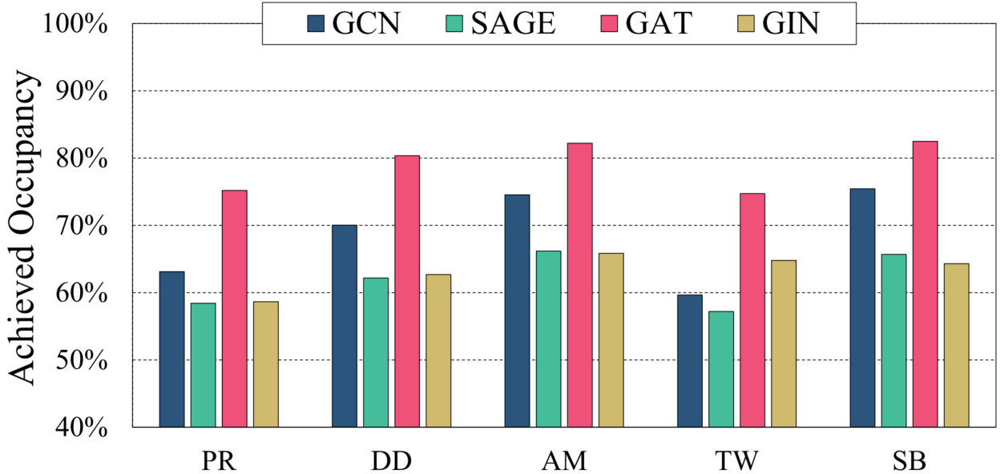 GCN SAGE GAT GIN
Achieved Occupancy
100%
90%
80%
70%
60%
50%
40%
PR DD AM TW SB